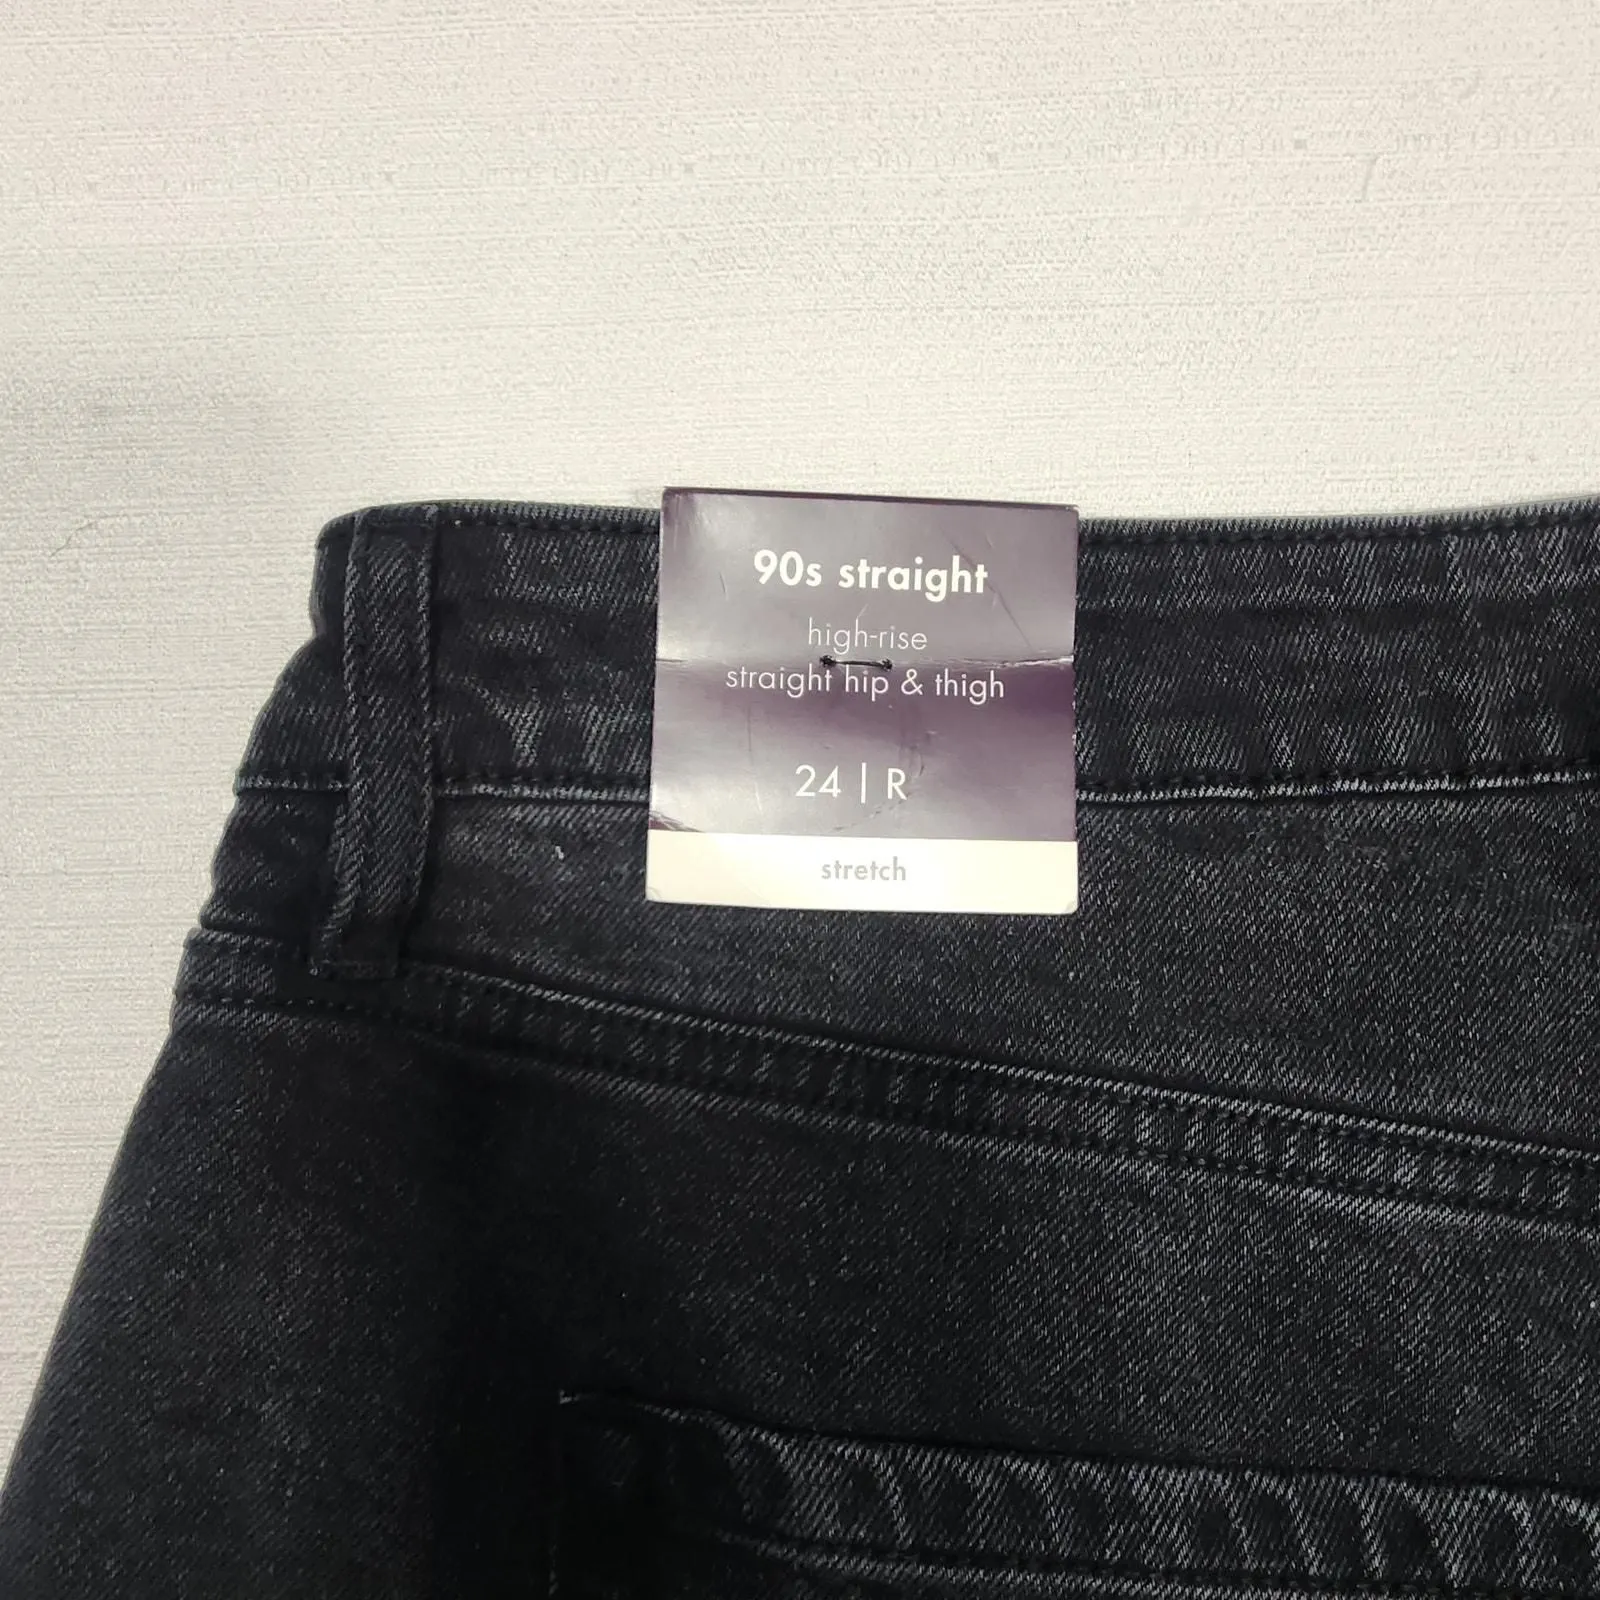 90s straight
high-rise
straight hip & thigh
24 | R
stretch